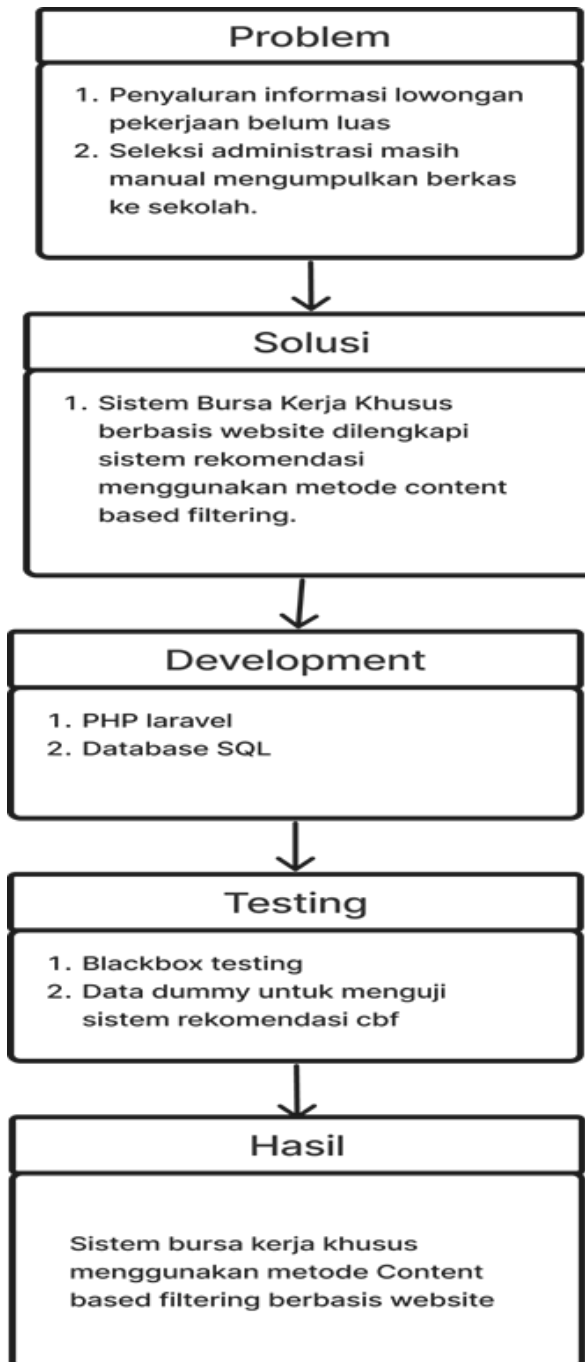 Problem
1. Penyaluran informasi lowongan
pekerjaan belum luas
2. Seleksi administrasi masih
manual mengumpulkan berkas
ke sekolah.
Solusi
1. Sistem Bursa Kerja Khusus
berbasis website dilengkapi
sistem rekomendasi
menggunakan metode content
based filtering.
Development
1. PHP laravel
2. Database SQL
Testing
1. Blackbox testing
2. Data dummy untuk menguji
sistem rekomendasi cbf
Hasil
Sistem bursa kerja khusus
menggunakan metode Content
based filtering berbasis website